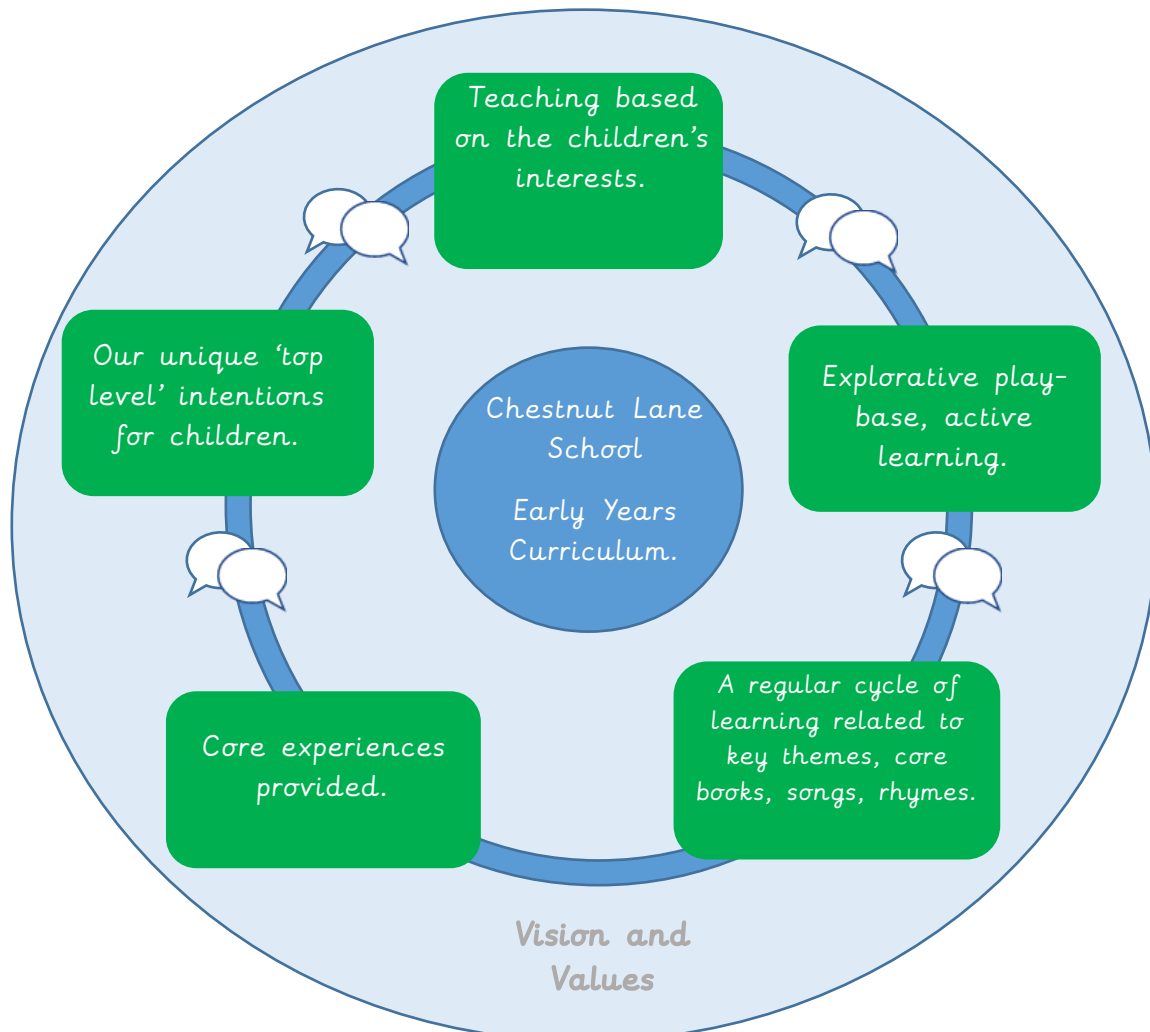 Teaching based
on the children’s
interests.
Our unique ‘top
level’ intentions
for children.
Explorative play-
base, active
learning.
Chestnut Lane
School
Early Years
Curriculum.
Core experiences
provided.
A regular cycle of
learning related to
key themes, core
books, songs, rhymes.
Vision and
Values